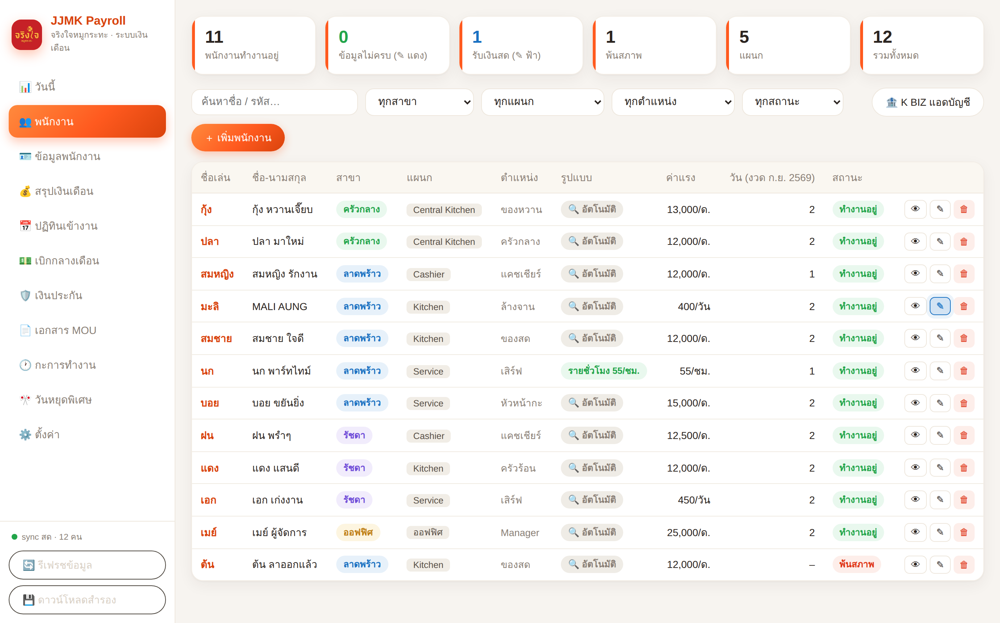 จริงใจ
หมูกระทะ
JJMK Payroll
จริงใจหมูกระทะ · ระบบเงิน
เดือน
วันนี้
พนักงาน
ข้อมูลพนักงาน
สรุปเงินเดือน
ปฏิทินเข้างาน
เบิกกลางเดือน
เงินประกัน
เอกสาร MOU
กะการทำงาน
วันหยุดพิเศษ
ตั้งค่า
sync สด · 12 คน
รีเฟรชข้อมูล
ดาวน์โหลดสำรอง
11
พนักงานทำงานอยู่
0
ข้อมูลไม่ครบ (✎ แดง)
1
รับเงินสด (✎ ฟ้า)
1
พ้นสภาพ
5
แผนก
12
รวมทั้งหมด
ค้นหาชื่อ / รหัส… ทุกสาขา ทุกแผนก ทุกตำแหน่ง ทุกสถานะ K BIZ แอดบัญชี
+ เพิ่มพนักงาน
ชื่อเล่น ชื่อ-นามสกุล สาขา แผนก ตำแหน่ง รูปแบบ ค่าแรง วัน (งวด ก.ย. 2569) สถานะ
กุ้ง กุ้ง หวานเจี๊ยบ ครัวกลาง Central Kitchen ของหวาน อัตโนมัติ 13,000/ด. 2 ทำงานอยู่
ปลา ปลา มาใหม่ ครัวกลาง Central Kitchen ครัวกลาง อัตโนมัติ 12,000/ด. 2 ทำงานอยู่
สมหญิง สมหญิง รักงาน ลาดพร้าว Cashier แคชเชียร์ อัตโนมัติ 12,000/ด. 1 ทำงานอยู่
มะลิ MALI AUNG ลาดพร้าว Kitchen ล้างจาน อัตโนมัติ 400/วัน 2 ทำงานอยู่
สมชาย สมชาย ใจดี ลาดพร้าว Kitchen ของสด อัตโนมัติ 12,000/ด. 2 ทำงานอยู่
นก นก พาร์ทไทม์ ลาดพร้าว Service เสิร์ฟ รายชั่วโมง 55/ชม. 55/ชม. 1 ทำงานอยู่
บอย บอย ขยันยิ่ง ลาดพร้าว Service หัวหน้ากะ อัตโนมัติ 15,000/ด. 2 ทำงานอยู่
ฝน ฝน พรำๆ รัชดา Cashier แคชเชียร์ อัตโนมัติ 12,500/ด. 2 ทำงานอยู่
แดง แดง แสนดี รัชดา Kitchen ครัวร้อน อัตโนมัติ 12,000/ด. 2 ทำงานอยู่
เอก เอก เก่งงาน รัชดา Service เสิร์ฟ อัตโนมัติ 450/วัน 2 ทำงานอยู่
เมย์ เมย์ ผู้จัดการ ออฟฟิศ ออฟฟิศ Manager อัตโนมัติ 25,000/ด. 2 ทำงานอยู่
ต้น ต้น ลาออกแล้ว ลาดพร้าว Kitchen ของสด อัตโนมัติ 12,000/ด. – พ้นสภาพ